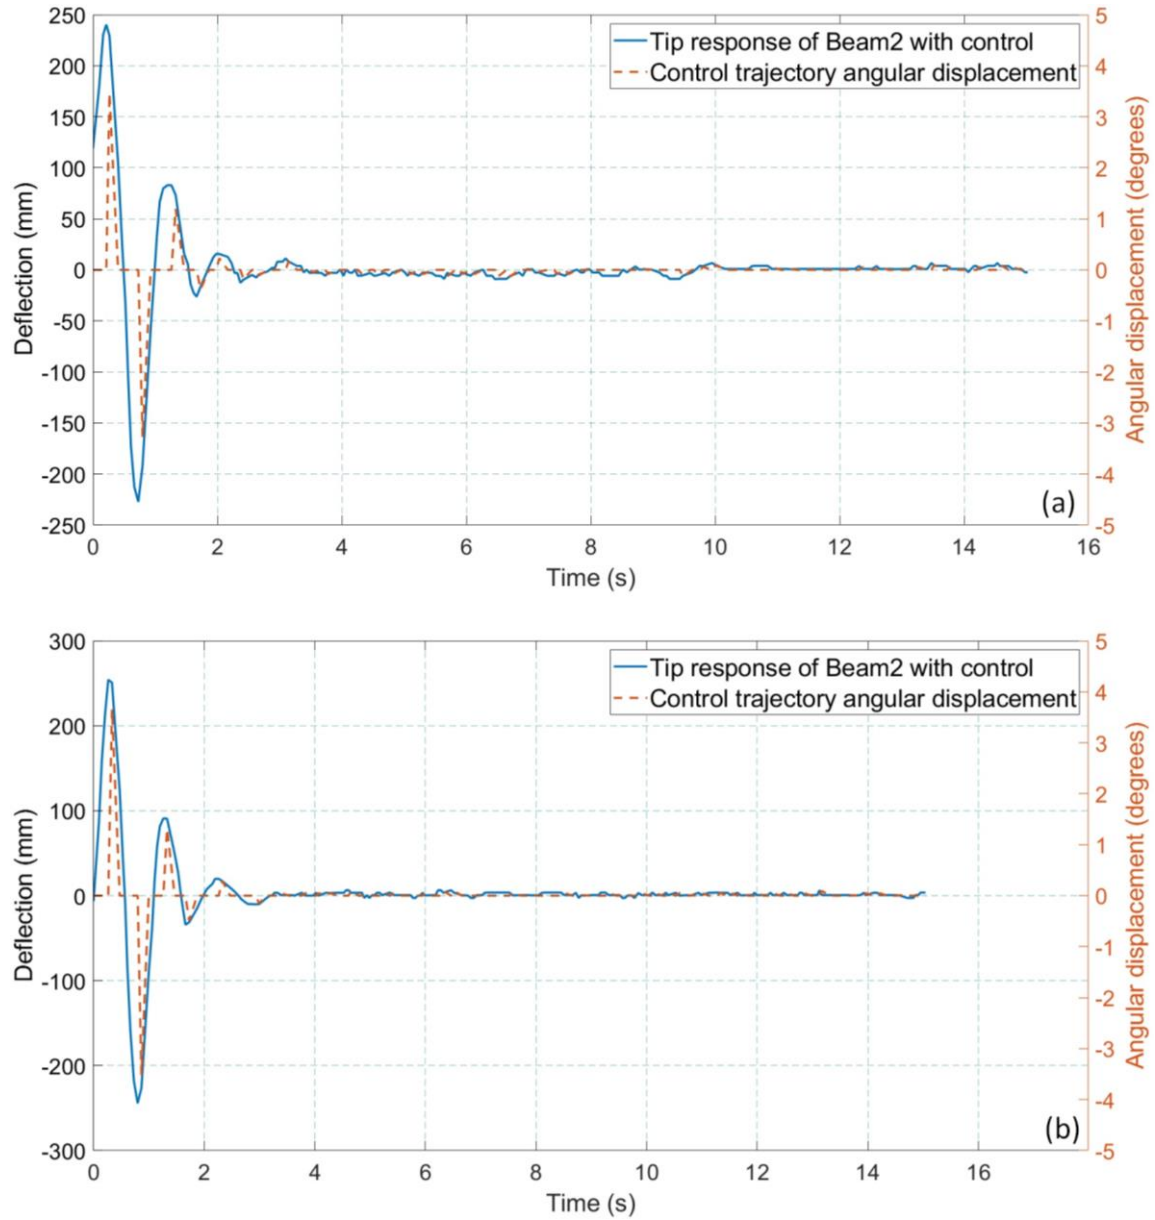 250
200
150
100
50
0
-50
-100
-150
-200
-250
Deflection (mm)
5
4
3
2
1
0
-1
-2
-3
-4
-5
Angular displacement (degrees)
Tip response of Beam2 with control
Control trajectory angular displacement
(a)
0 2 4 6 8 10 12 14 16
Time (s)
300
200
100
0
-100
-200
-300
Deflection (mm)
5
4
3
2
1
0
-1
-2
-3
-4
-5
Angular displacement (degrees)
Tip response of Beam2 with control
Control trajectory angular displacement
(b)
0 2 4 6 8 10 12 14 16
Time (s)